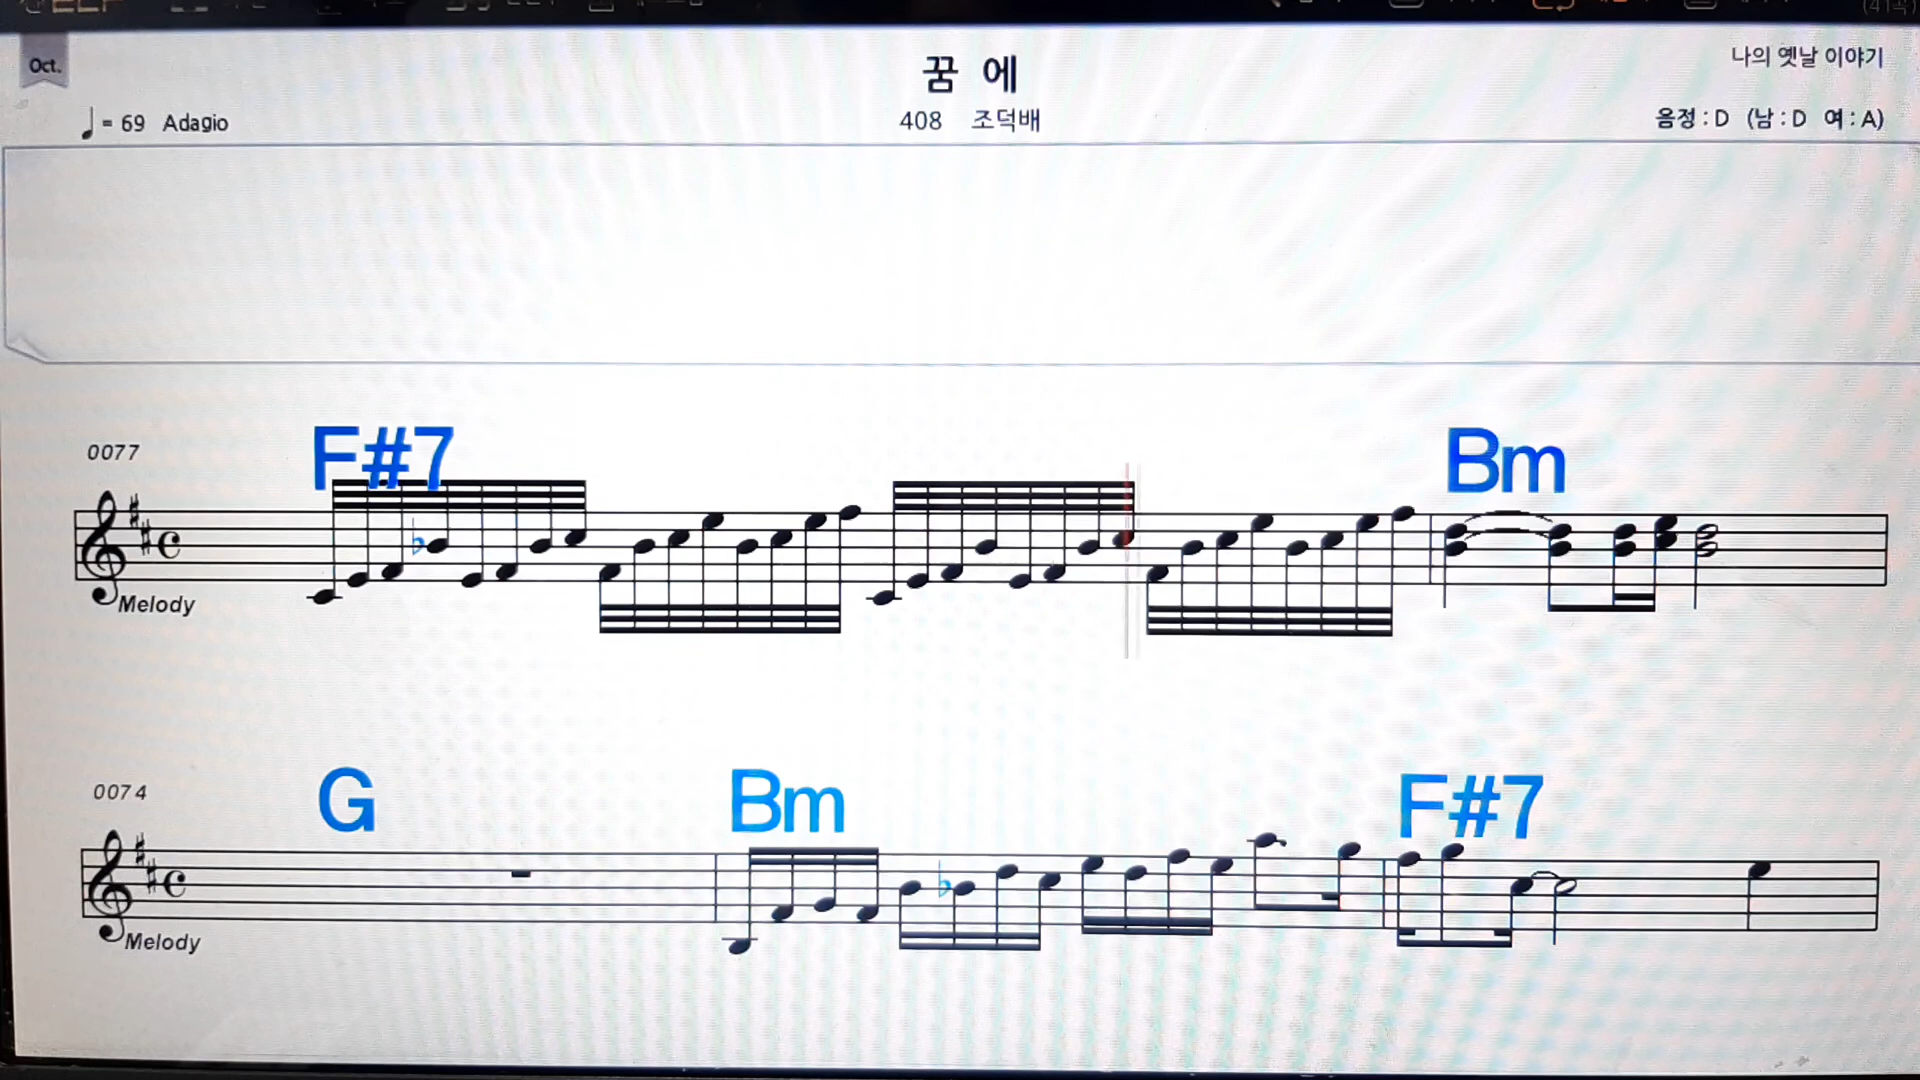 Oct.
꿈 에
나의 옛날 이야기
= 69 Adagio
408 조덕배
음정 : D (남 : D 여 : A)
0077
F#7
Bm
Melody
0074
G
Bm
F#7
Melody